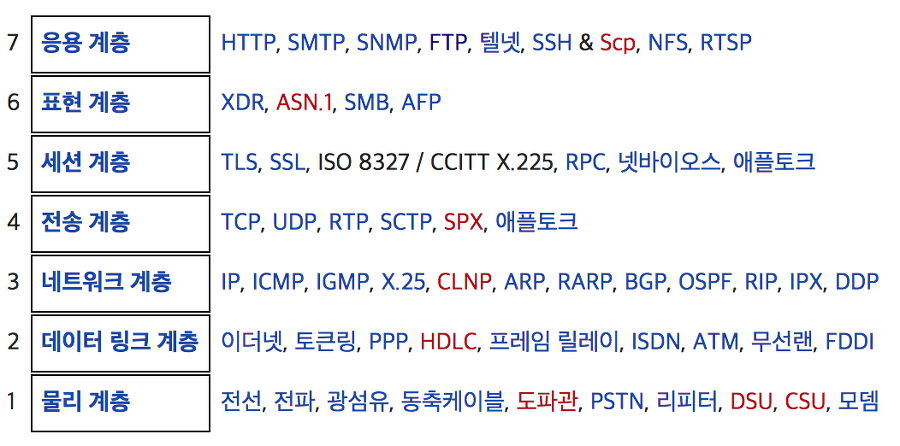 7 응용 계층 HTTP, SMTP, SNMP, FTP, 텔넷, SSH & Scp, NFS, RTSP
6 표현 계층 XDR, ASN.1, SMB, AFP
5 세션 계층 TLS, SSL, ISO 8327 / CCITT X.225, RPC, 넷바이오스, 애플토크
4 전송 계층 TCP, UDP, RTP, SCTP, SPX, 애플토크
3 네트워크 계층 IP, ICMP, IGMP, X.25, CLNP, ARP, RARP, BGP, OSPF, RIP, IPX, DDP
2 데이터 링크 계층 이더넷, 토큰링, PPP, HDLC, 프레임 릴레이, ISDN, ATM, 무선랜, FDDI
1 물리 계층 전선, 전파, 광섬유, 동축케이블, 도파관, PSTN, 리피터, DSU, CSU, 모뎀